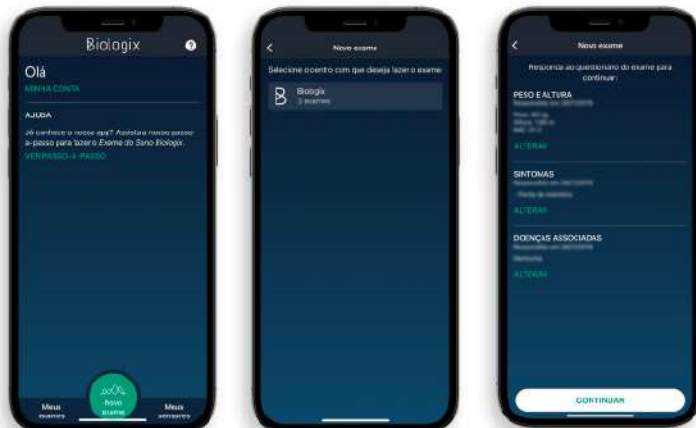 Biologix
?
Olá
MINHA CONTA
AJUDA
Já conhece o nosso app? Assista o nosso passo-
a-passo para fazer o Exame do Sono Biologix.
VER PASSO-A-PASSO
Meus
exames
Novo
exame
Meus
sensores
Novo exame
Selecione o centro com que deseja fazer o exame
B
Biologix
3 exames
Novo exame
Responda ao questionário do exame para
continuar:
PESO E ALTURA
ALTERAR
SINTOMAS
ALTERAR
DOENÇAS ASSOCIADAS
ALTERAR
CONTINUAR